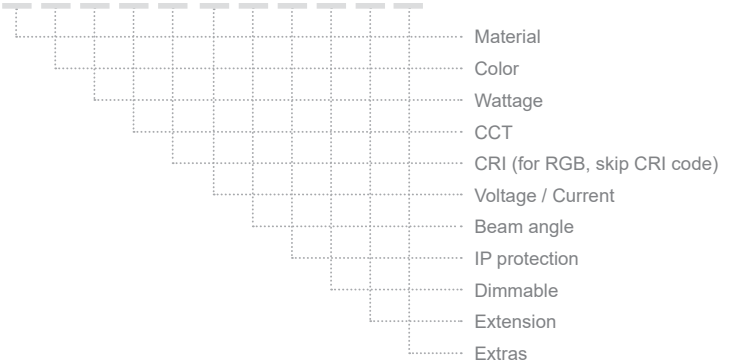 Material
Color
Wattage
CCT
CRI (for RGB, skip CRI code)
Voltage / Current
Beam angle
IP protection
Dimmable
Extension
Extras